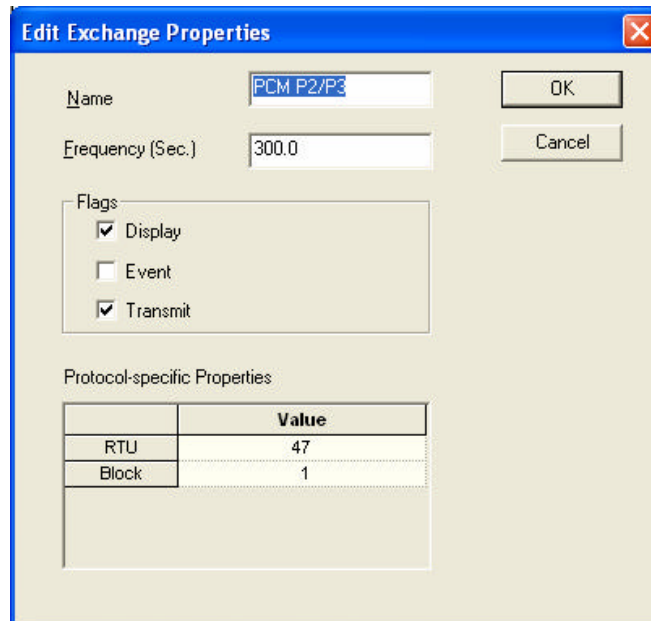 Edit Exchange Properties
Name PCM P2/P3 OK
Frequency (Sec.) 300.0 Cancel
Flags
Display
Event
Transmit
Protocol-specific Properties
Value
RTU 47
Block 1